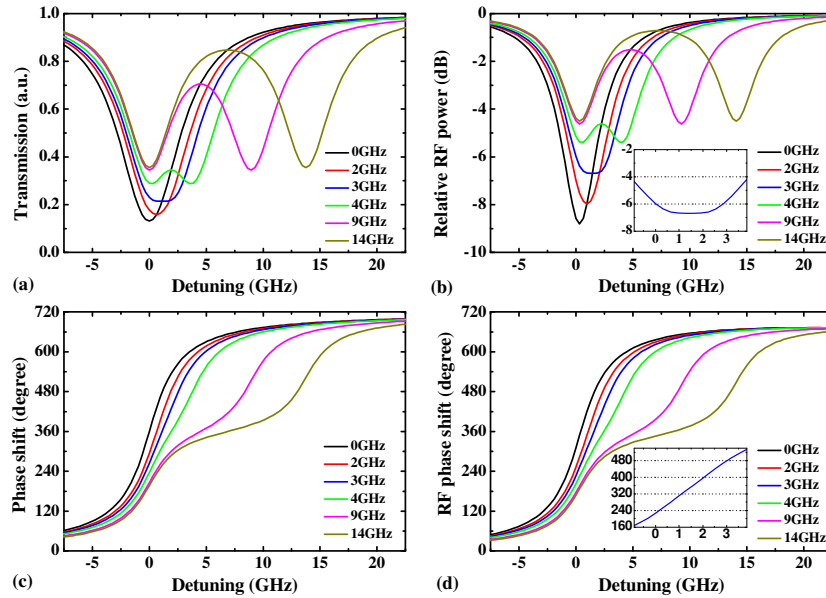 1.0
0.8
0.6
0.4
0.2
0.0
Transmission (a.u.)
0GHz
2GHz
3GHz
4GHz
9GHz
14GHz
-5 0 5 10 15 20
(a)
Detuning (GHz)
0
-2
-4
-6
-8
-10
Relative RF power (dB)
-2
-4
-6
-8
0 1 2 3
0GHz
2GHz
3GHz
4GHz
9GHz
14GHz
-5 0 5 10 15 20
(b)
Detuning (GHz)
720
600
480
360
240
120
0
Phase shift (degree)
0GHz
2GHz
3GHz
4GHz
9GHz
14GHz
-5 0 5 10 15 20
(c)
Detuning (GHz)
720
600
480
360
240
120
0
RF phase shift (degree)
480
400
320
240
160
0 1 2 3
0GHz
2GHz
3GHz
4GHz
9GHz
14GHz
-5 0 5 10 15 20
(d)
Detuning (GHz)